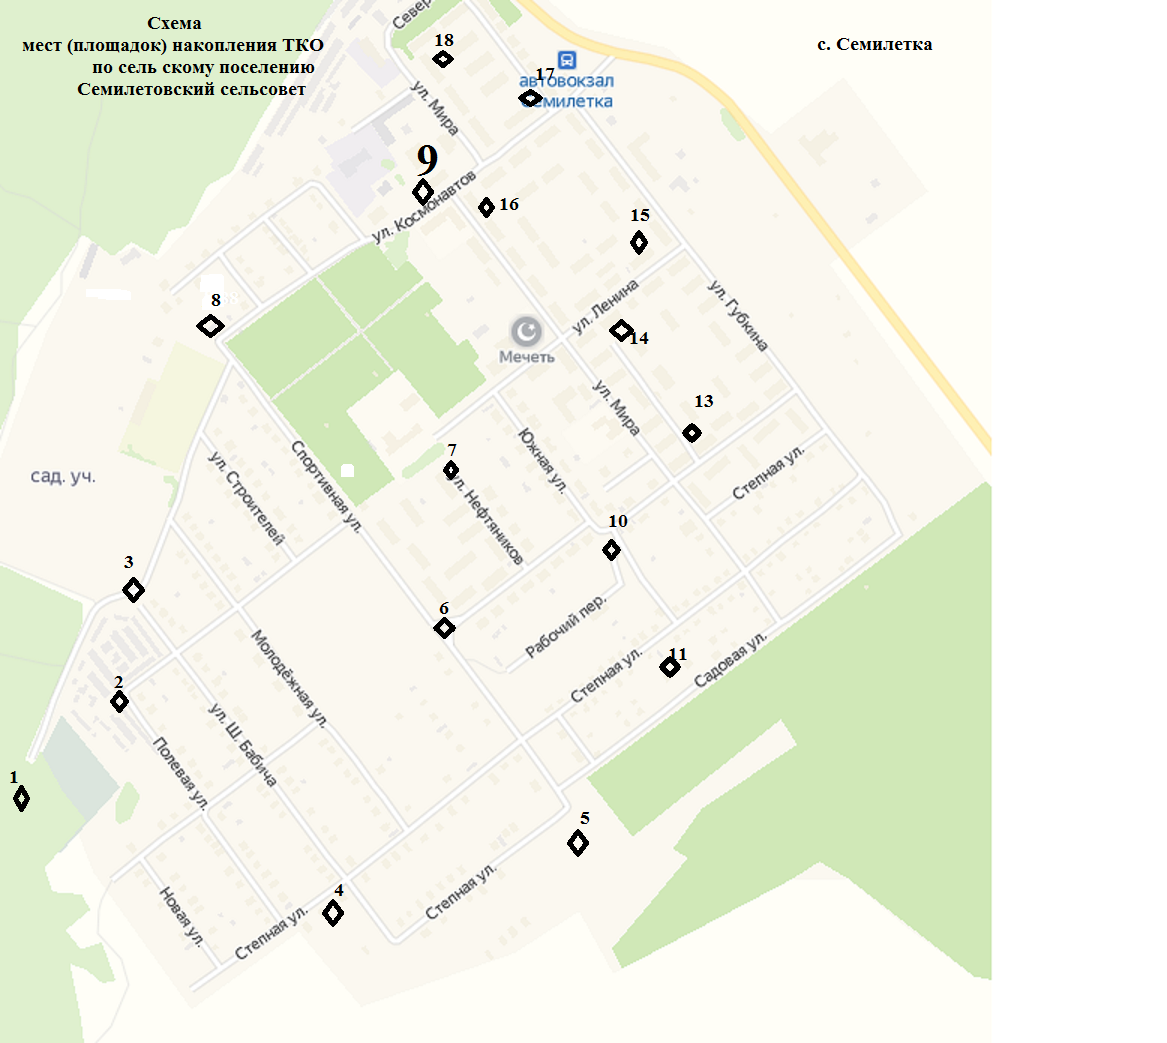 Схема
мест (площадок) накопления ТКО
по сель скому поселению
Семилетовский сельсовет
с. Семилетка
Север
18
17
автовокзал
Семилетка
ул. Мира
9
ул. Космонавтов
16
15
8
ул. Ленина
ул. Губкина
14
Мечеть
ул. Мира
13
сад. уч.
Спортивная ул.
ул. Строителей
7
Южная ул.
ул. Нефтяников
Степная ул.
10
3
6
Рабочий пер.
Молодёжная ул.
11
Степная ул.
Садовая ул.
2
ул. Ш. Бабича
Полевая ул.
1
5
4
Новая ул.
Степная ул.
Степная ул.